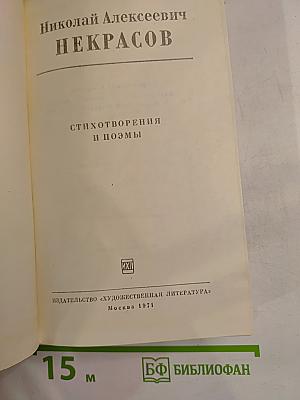 Николай Алексеевич
НЕКРАСОВ
СТИХОТВОРЕНИЯ
И ПОЭМЫ
ИЗДАТЕЛЬСТВО «ХУДОЖЕСТВЕННАЯ ЛИТЕРАТУРА»
Москва 1971
15 м
БФ БИБЛИОФАН